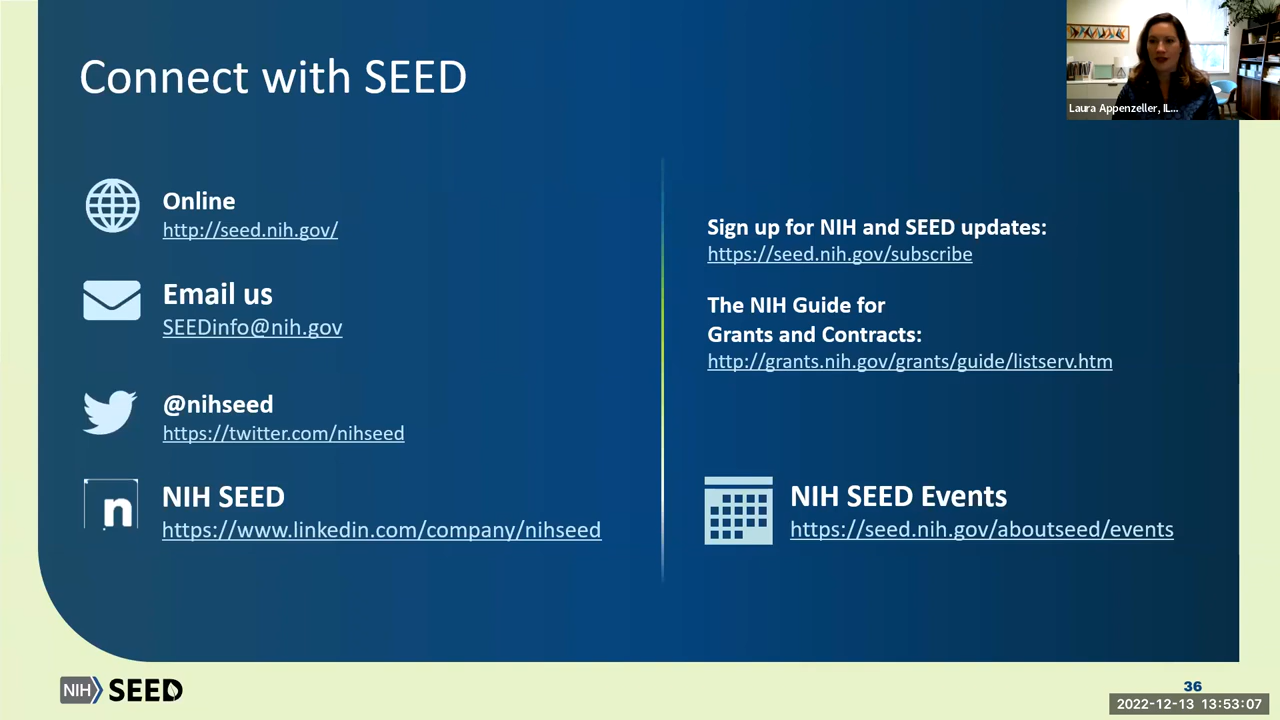 Connect with SEED
Laura Appenzeller, IL...
Online
http://seed.nih.gov/
Email us
SEEDinfo@nih.gov
@nihseed
https://twitter.com/nihseed
n
NIH SEED
https://www.linkedin.com/company/nihseed
Sign up for NIH and SEED updates:
https://seed.nih.gov/subscribe
The NIH Guide for
Grants and Contracts:
http://grants.nih.gov/grants/guide/listserv.htm
NIH SEED Events
https://seed.nih.gov/aboutseed/events
NIH SEED
36
2022-12-13 13:53:07